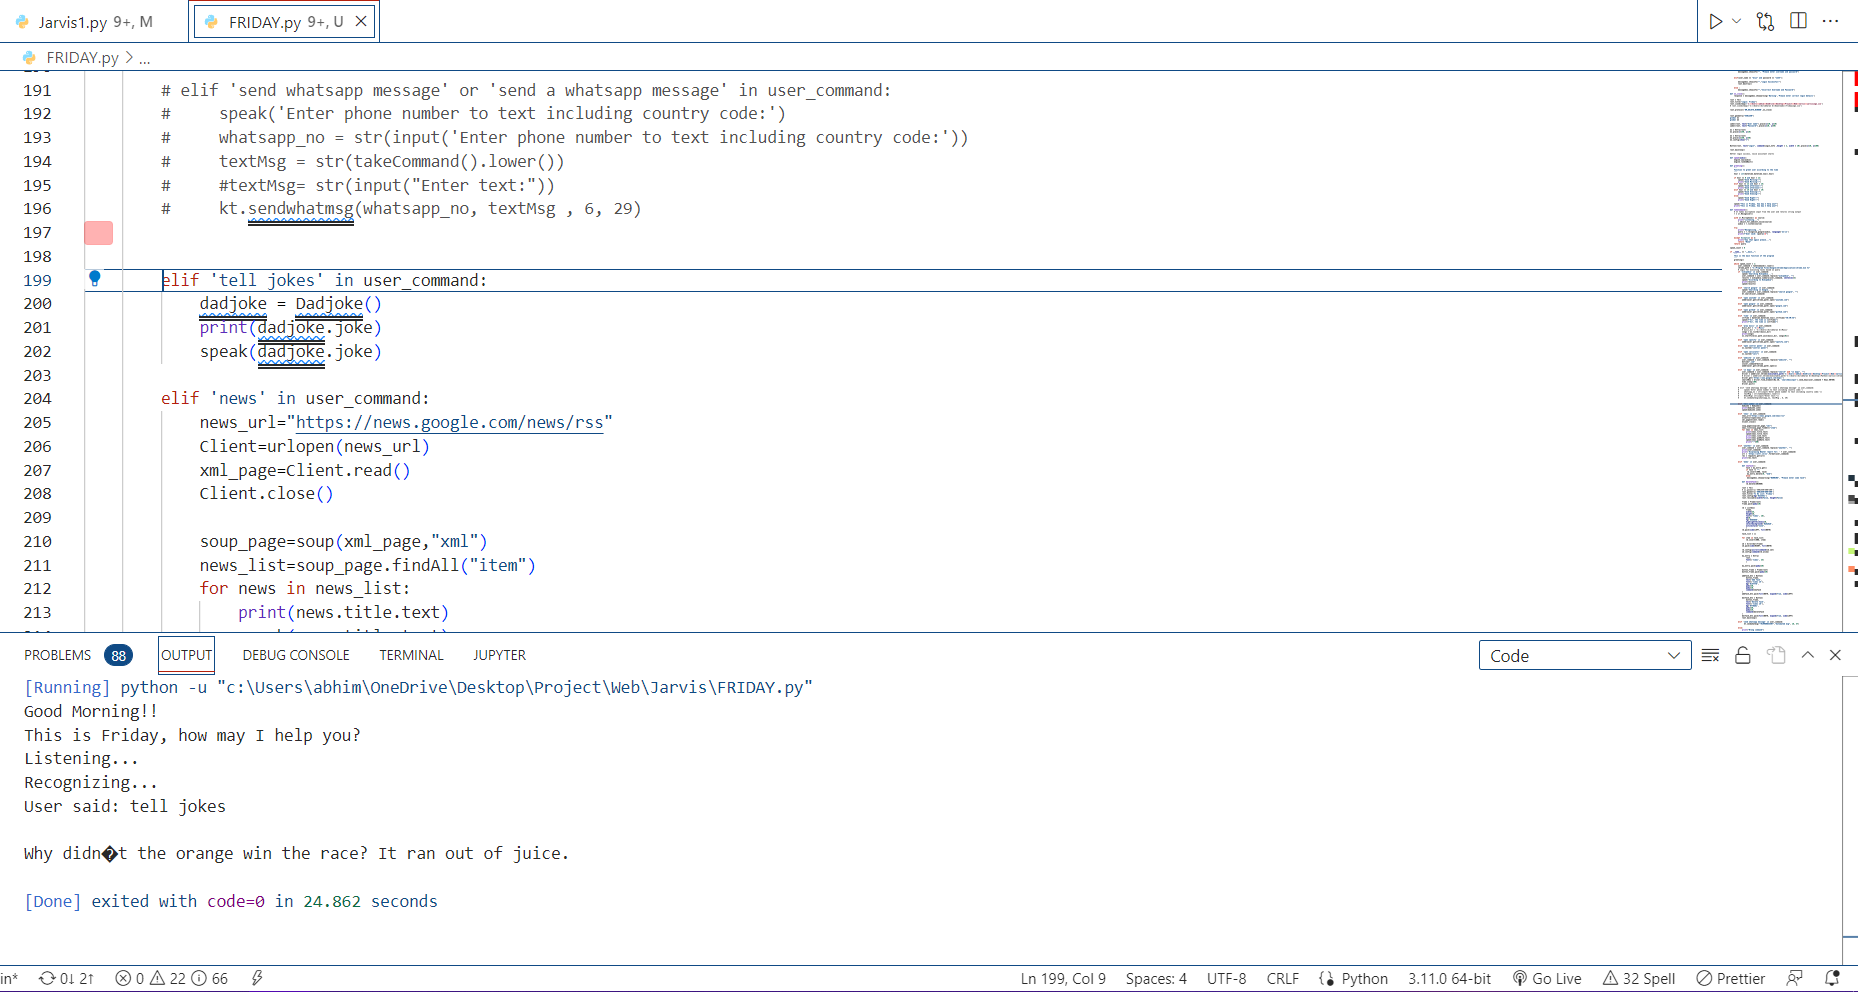 Jarvis1.py 9+, M
FRIDAY.py 9+, U
FRIDAY.py > ...
191 # elif 'send whatsapp message' or 'send a whatsapp message' in user_command:
192 #     speak('Enter phone number to text including country code:')
193 #     whatsapp_no = str(input('Enter phone number to text including country code:'))
194 #     textMsg = str(takeCommand().lower())
195 #     #textMsg= str(input("Enter text:"))
196 #     kt.sendwhatmsg(whatsapp_no, textMsg , 6, 29)
197
198
199 elif 'tell jokes' in user_command:
200     dadjoke = Dadjoke()
201     print(dadjoke.joke)
202     speak(dadjoke.joke)
203
204 elif 'news' in user_command:
205     news_url="https://news.google.com/news/rss"
206     Client=urlopen(news_url)
207     xml_page=Client.read()
208     Client.close()
209
210     soup_page=soup(xml_page,"xml")
211     news_list=soup_page.findAll("item")
212     for news in news_list:
213         print(news.title.text)
PROBLEMS 88 OUTPUT DEBUG CONSOLE TERMINAL JUPYTER Code
[Running] python -u "c:\Users\abhim\OneDrive\Desktop\Project\Web\Jarvis\FRIDAY.py"
Good Morning!!
This is Friday, how may I help you?
Listening...
Recognizing...
User said: tell jokes
Why didn�t the orange win the race? It ran out of juice.
[Done] exited with code=0 in 24.862 seconds
in* 0↓ 2↑ 0 22 66 Ln 199, Col 9 Spaces: 4 UTF-8 CRLF Python 3.11.0 64-bit Go Live 32 Spell Prettier